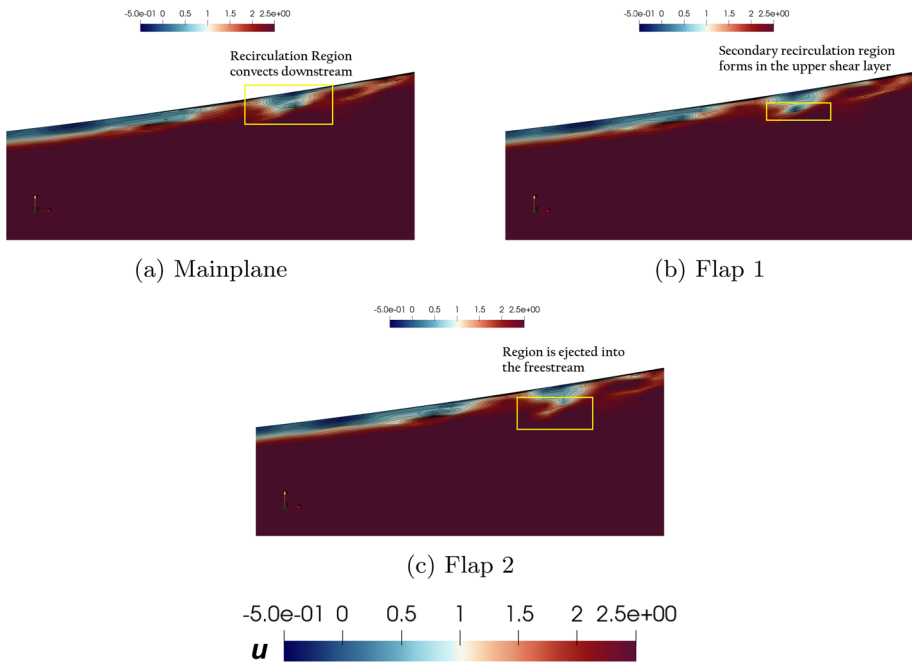 -5.0e-01 0 0.5 1 1.5 2 2.5e+00
Recirculation Region
convects downstream
(a) Mainplane
-5.0e-01 0 0.5 1 1.5 2 2.5e+00
Secondary recirculation region
forms in the upper shear layer
(b) Flap 1
-5.0e-01 0 0.5 1 1.5 2 2.5e+00
Region is ejected into
the freestream
(c) Flap 2
-5.0e-01 0 0.5 1 1.5 2 2.5e+00
u